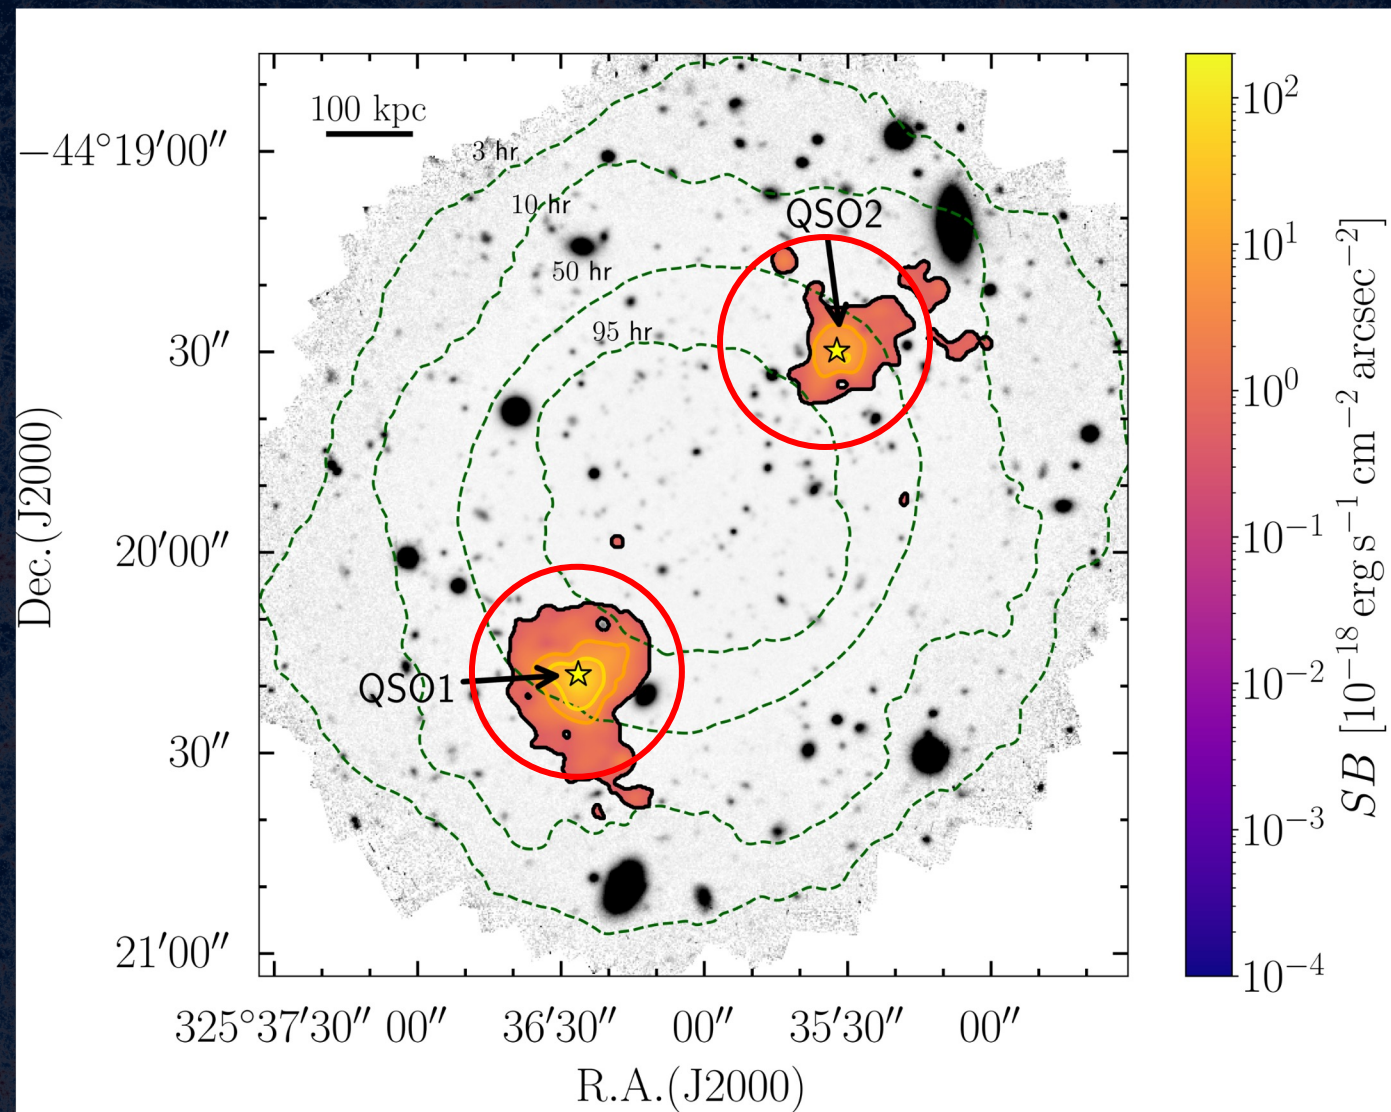 100 kpc
−44°19′00″
3 hr
10 hr
QSO2
50 hr
95 hr
30″
20′00″
QSO1
30″
21′00″
325°37′30″ 00″ 36′30″ 00″ 35′30″ 00″
R.A.(J2000)
Dec.(J2000)
10²
10¹
10⁰
10⁻¹
10⁻²
10⁻³
10⁻⁴
SB [10⁻¹⁸ erg s⁻¹ cm⁻² arcsec⁻²]